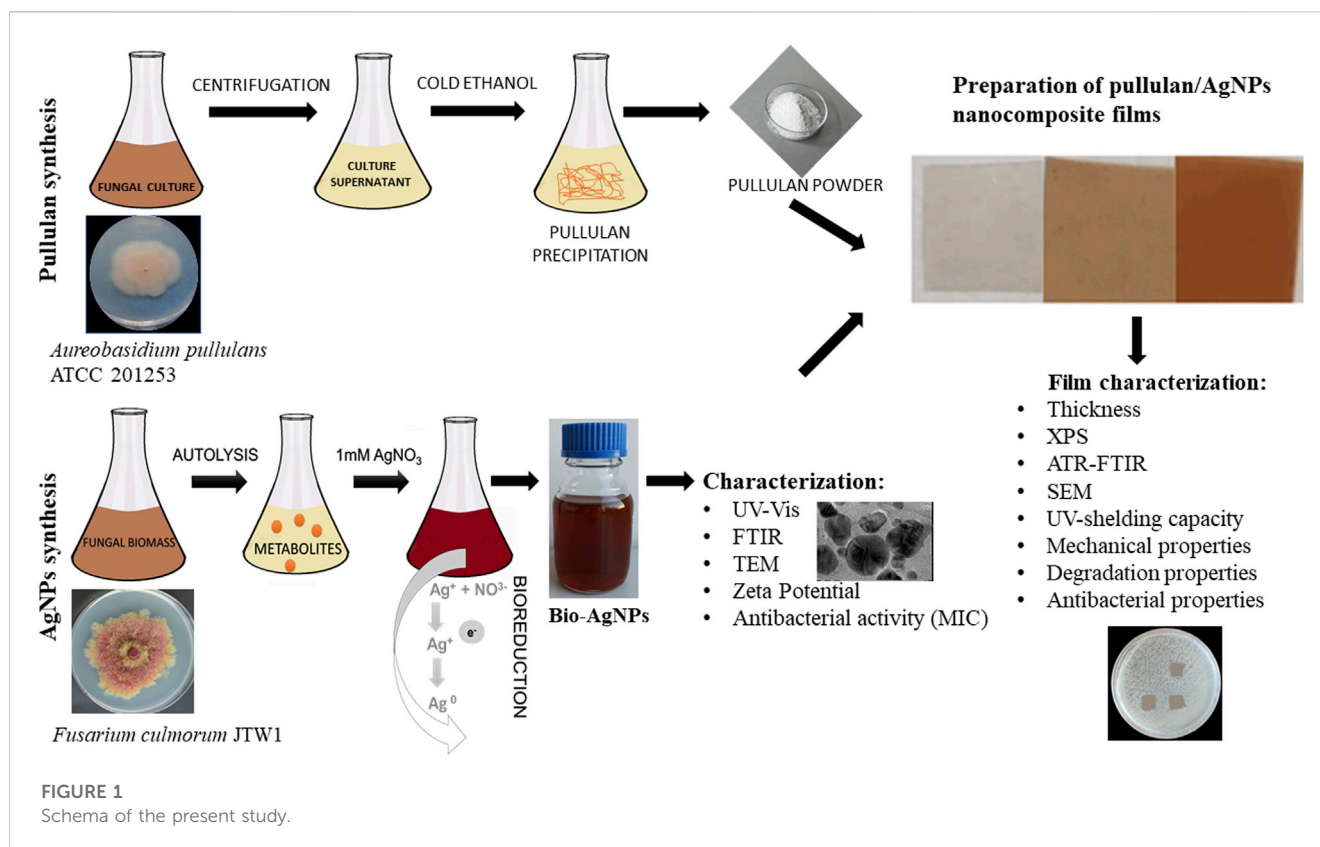 Pullulan synthesis
CENTRIFUGATION
COLD ETHANOL
FUNGAL CULTURE
CULTURE
SUPERNATANT
PULLULAN
PRECIPITATION
PULLULAN POWDER
Aureobasidium pullulans
ATCC 201253
Preparation of pullulan/AgNPs
nanocomposite films
AgNPs synthesis
AUTOLYSIS
1mM AgNO₃
FUNGAL BIOMASS
METABOLITES
Ag⁺ + NO³⁻
e⁻
Ag⁺
Ag⁰
BIOREDUCTION
Bio-AgNPs
Fusarium culmorum JTW1
Characterization:
• UV-Vis
• FTIR
• TEM
• Zeta Potential
• Antibacterial activity (MIC)
Film characterization:
• Thickness
• XPS
• ATR-FTIR
• SEM
• UV-shelding capacity
• Mechanical properties
• Degradation properties
• Antibacterial properties
FIGURE 1
Schema of the present study.